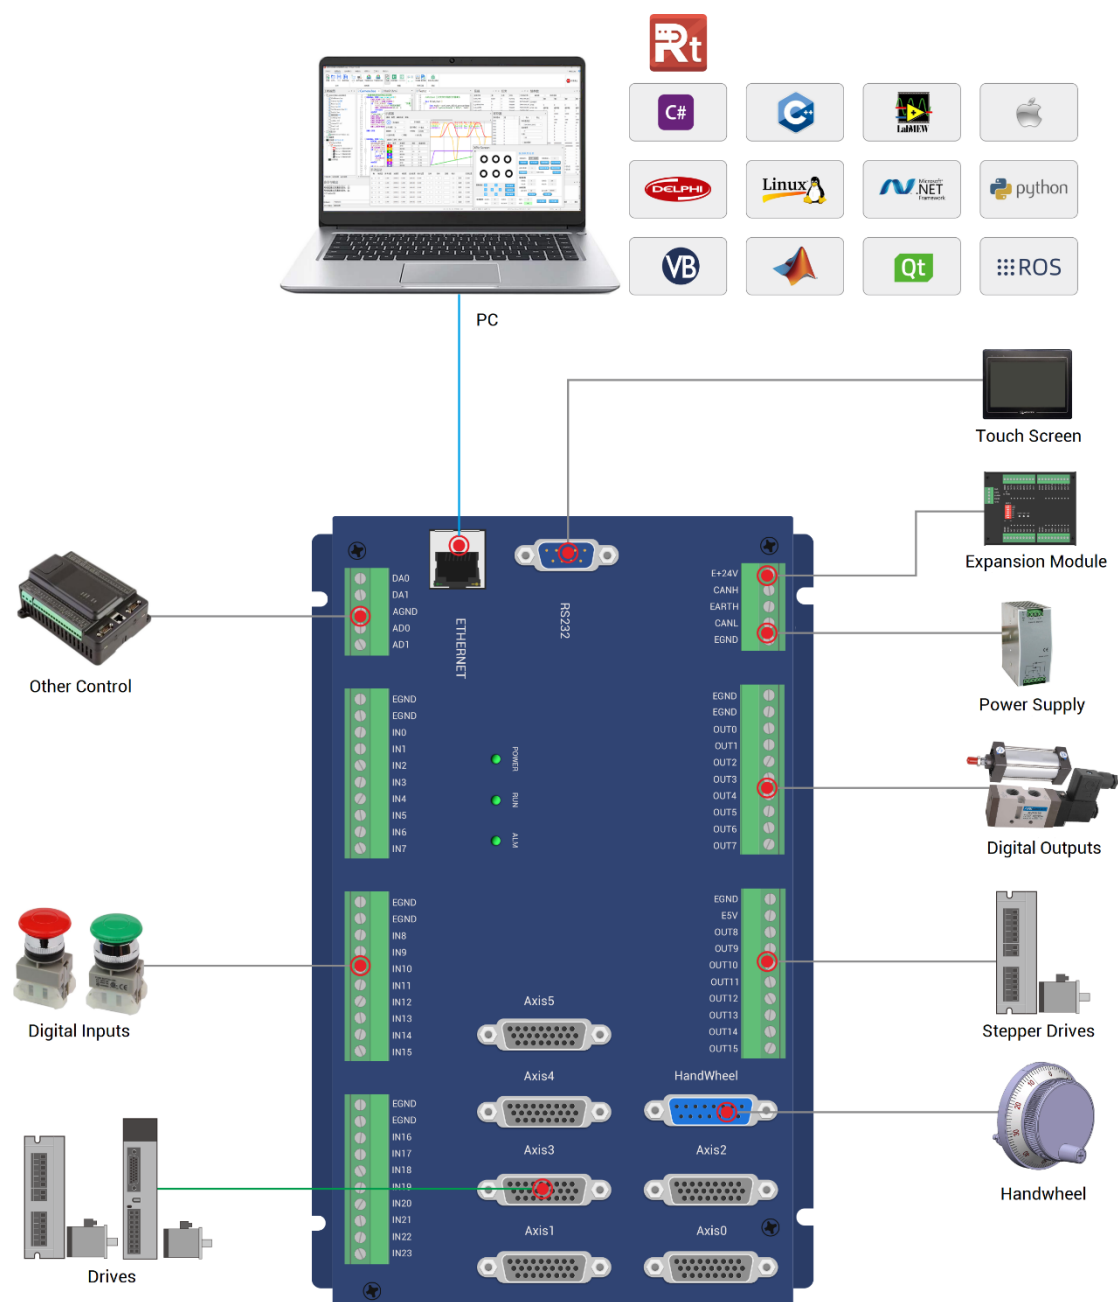 Rt
C#
C++
LabVIEW
DELPHI
Linux
Microsoft
.NET
Framework
python
VB
Qt
ROS
PC
Touch Screen
Expansion Module
Power Supply
Digital Outputs
Stepper Drives
Handwheel
Other Control
Digital Inputs
Drives
DA0
DA1
AGND
AD0
AD1
ETHERNET
RS232
E+24V
CANH
EARTH
CANL
EGND
EGND
EGND
IN0
IN1
IN2
IN3
IN4
IN5
IN6
IN7
POWER
RUN
ALM
EGND
EGND
OUT0
OUT1
OUT2
OUT3
OUT4
OUT5
OUT6
OUT7
EGND
EGND
IN8
IN9
IN10
IN11
IN12
IN13
IN14
IN15
EGND
E5V
OUT8
OUT9
OUT10
OUT11
OUT12
OUT13
OUT14
OUT15
EGND
EGND
IN16
IN17
IN18
IN19
IN20
IN21
IN22
IN23
Axis5
Axis4
HandWheel
Axis3
Axis2
Axis1
Axis0